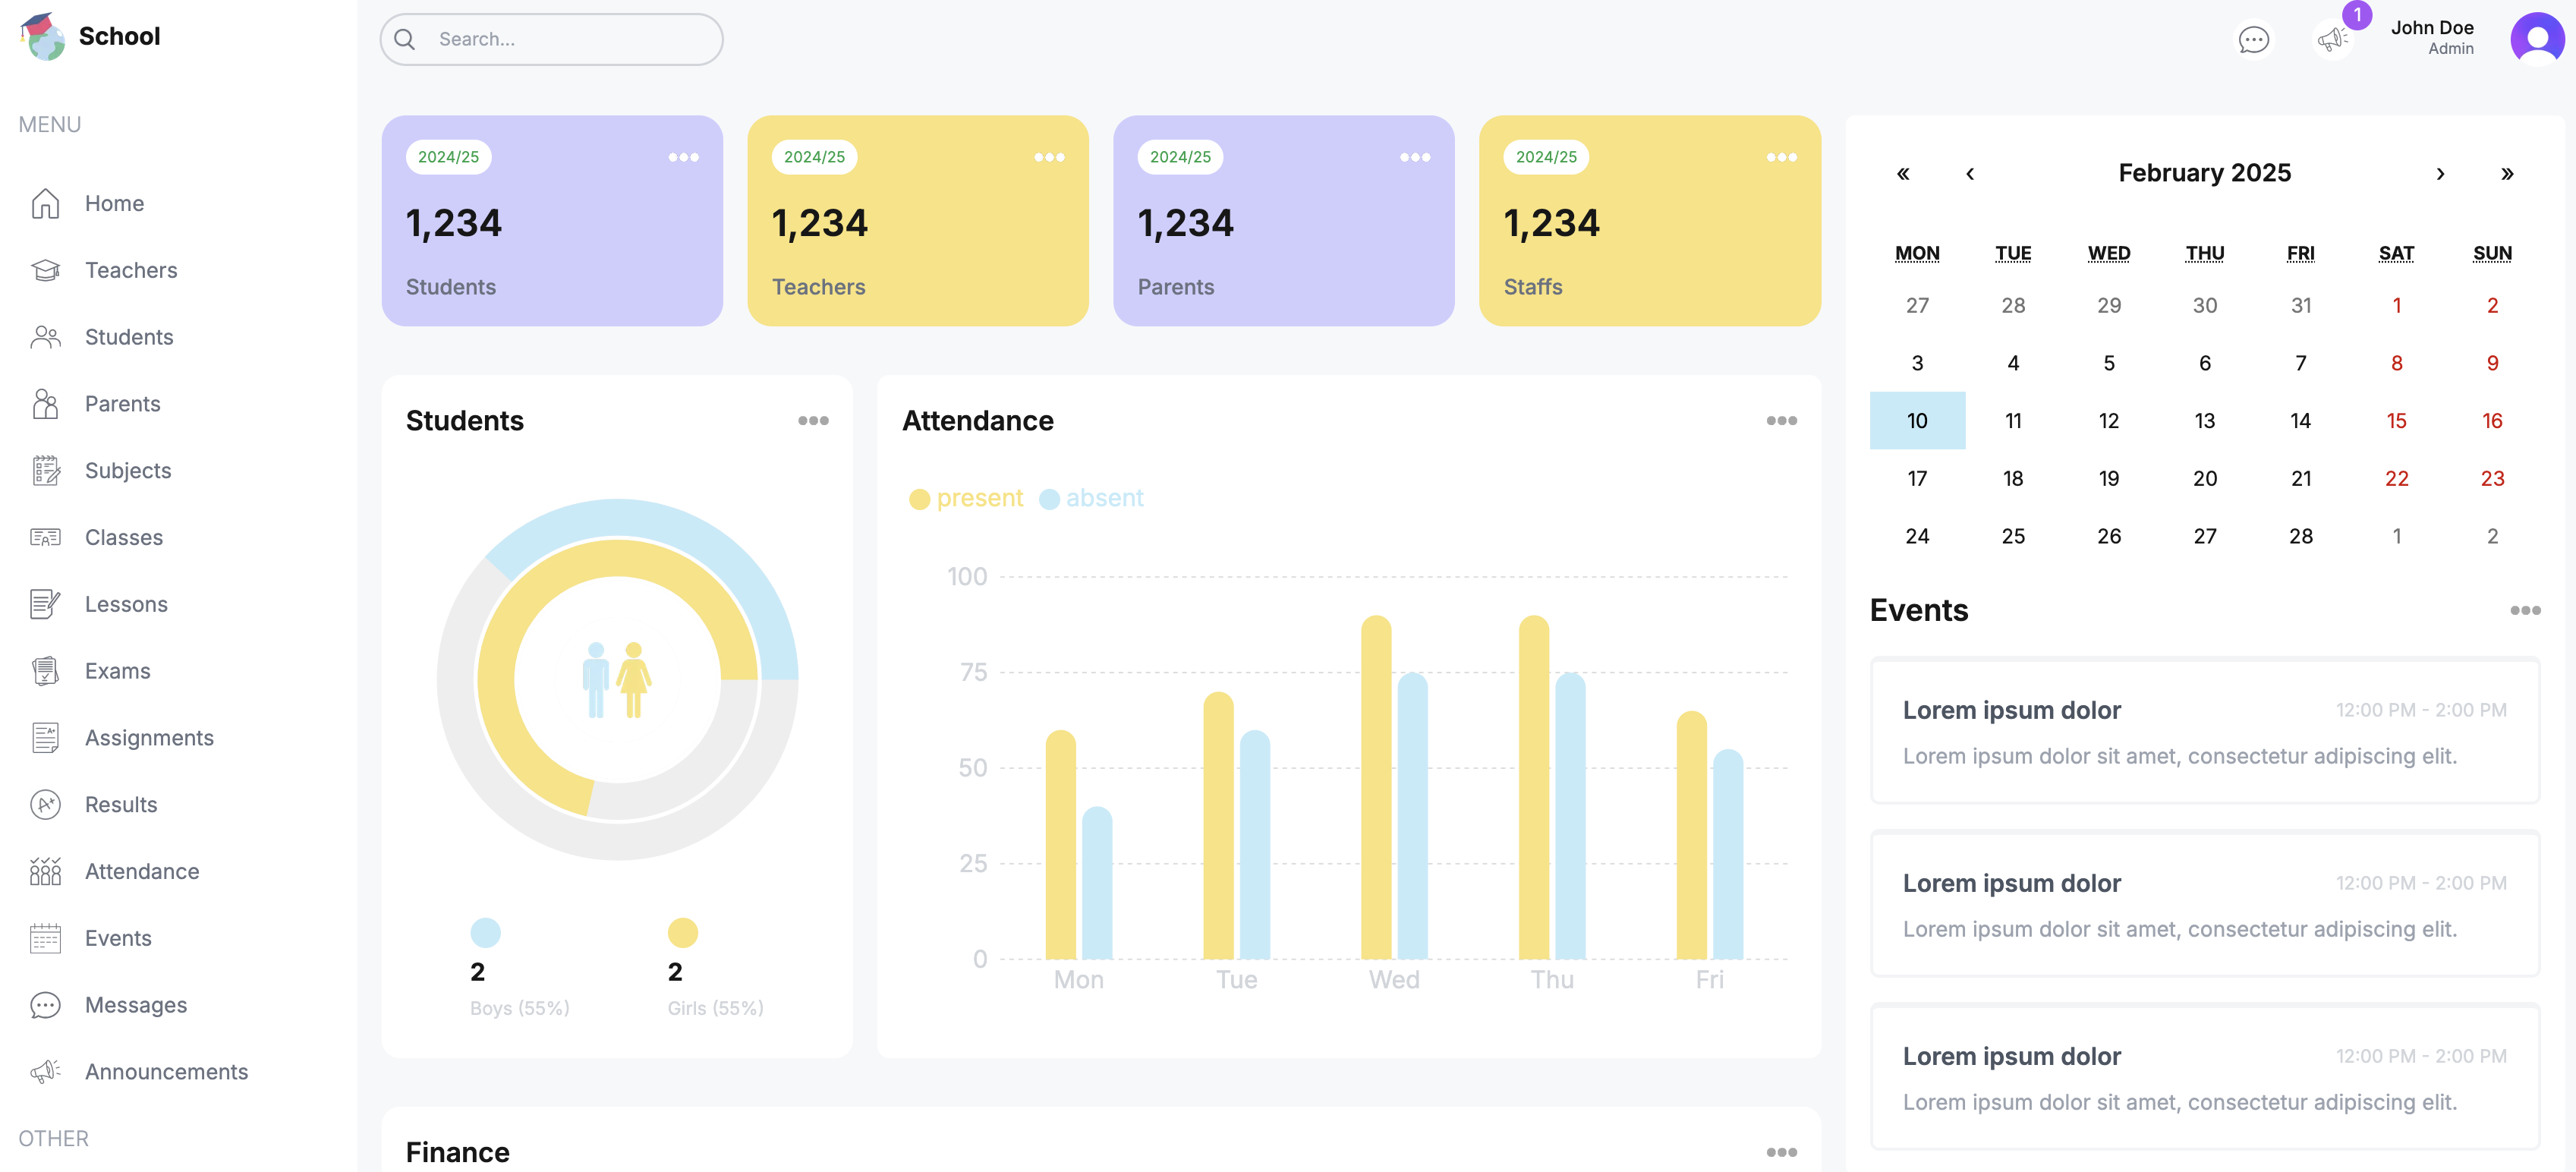 School
MENU
Home
Teachers
Students
Parents
Subjects
Classes
Lessons
Exams
Assignments
Results
Attendance
Events
Messages
Announcements
OTHER
Search...
1
John Doe
Admin
2024/25
1,234
Students
2024/25
1,234
Teachers
2024/25
1,234
Parents
2024/25
1,234
Staffs
Students
2
Boys (55%)
2
Girls (55%)
Attendance
present absent
100
75
50
25
0
Mon Tue Wed Thu Fri
Finance
« ‹ February 2025 › »
MON TUE WED THU FRI SAT SUN
27 28 29 30 31 1 2
3 4 5 6 7 8 9
10 11 12 13 14 15 16
17 18 19 20 21 22 23
24 25 26 27 28 1 2
Events
Lorem ipsum dolor 12:00 PM - 2:00 PM
Lorem ipsum dolor sit amet, consectetur adipiscing elit.
Lorem ipsum dolor 12:00 PM - 2:00 PM
Lorem ipsum dolor sit amet, consectetur adipiscing elit.
Lorem ipsum dolor 12:00 PM - 2:00 PM
Lorem ipsum dolor sit amet, consectetur adipiscing elit.